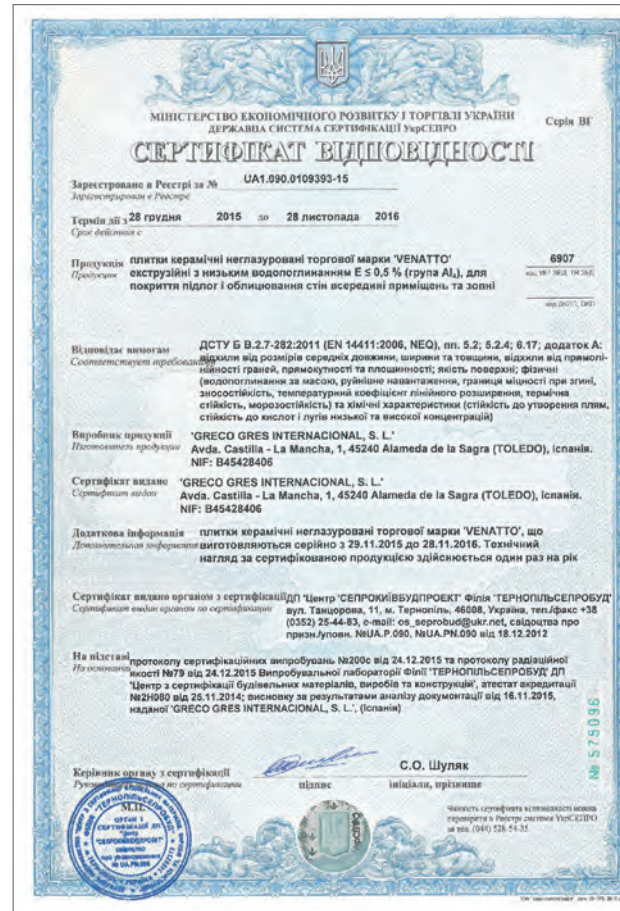 МІНІСТЕРСТВО ЕКОНОМІЧНОГО РОЗВИТКУ І ТОРГІВЛІ УКРАЇНИ
ДЕРЖАВНА СИСТЕМА СЕРТИФІКАЦІЇ УкрСЕПРО
Серія ВГ
СЕРТИФІКАТ ВІДПОВІДНОСТІ
Зареєстровано в Реєстрі за № UA1.090.0109393-15
Зарегистрирован в Реестре
Термін дії з 28 грудня 2015 до 28 листопада 2016
Срок действия с
Продукція плитки керамічні неглазуровані торгової марки 'VENATTO' 6907
Продукция екструзійні з низьким водопоглинанням E ≤ 0,5 % (група AIₐ), для
покриття підлог і облицювання стін всередині приміщень та зовні
Відповідає вимогам ДСТУ Б В.2.7-282:2011 (EN 14411:2006, NEQ), пп. 5.2; 5.2.4; 6.17; додаток А:
Соответствует требованиям відхили від розмірів середніх довжини, ширини та товщини, відхили від прямолі-
нійності граней, прямокутності та площинності; якість поверхні; фізичні
(водопоглинання за масою, руйнівне навантаження, границя міцності при згині,
зносостійкість, температурний коефіцієнт лінійного розширення, термічна
стійкість, морозостійкість) та хімічні характеристики (стійкість до утворення плям,
стійкість до кислот і лугів низької та високої концентрацій)
Виробник продукції 'GRECO GRES INTERNACIONAL, S. L.'
Изготовитель продукции Avda. Castilla - La Mancha, 1, 45240 Alameda de la Sagra (TOLEDO), Іспанія.
NIF: B45428406
Сертифікат видано 'GRECO GRES INTERNACIONAL, S. L.'
Сертификат выдан Avda. Castilla - La Mancha, 1, 45240 Alameda de la Sagra (TOLEDO), Іспанія.
NIF: B45428406
Додаткова інформація плитки керамічні неглазуровані торгової марки 'VENATTO', що
Дополнительная информация виготовляються серійно з 29.11.2015 до 28.11.2016. Технічний
нагляд за сертифікованою продукцією здійснюється один раз на рік
Сертифікат видано органом з сертифікації ДП 'Центр 'СЕПРОКИЇВБУДПРОЕКТ' Філія 'ТЕРНОПІЛЬСЕПРОБУД'
Сертификат выдан органом по сертификации вул. Танцорова, 11, м. Тернопіль, 46008, Україна, тел./факс +38
(0352) 25-44-83, e-mail: os_seprobud@ukr.net, свідоцтва про
призн./уповн. №UA.P.090, №UA.PN.090 від 18.12.2012
На підставі протоколу сертифікаційних випробувань №200с від 24.12.2015 та протоколу радіаційної
На основании якості №79 від 24.12.2015 Випробувальної лабораторії Філії 'ТЕРНОПІЛЬСЕПРОБУД' ДП
'Центр з сертифікації будівельних матеріалів, виробів та конструкцій', атестат акредитації
№2Н080 від 25.11.2014; висновку за результатами аналізу документації від 16.11.2015,
наданої 'GRECO GRES INTERNACIONAL, S. L.', (Іспанія)
№ 575096
Керівник органу з сертифікації С.О. Шуляк
підпис ініціали, прізвище
М.П.
Чинність сертифіката відповідності можна
перевірити в Реєстрі системи УкрСЕПРО
за тел. (044) 528-54-35